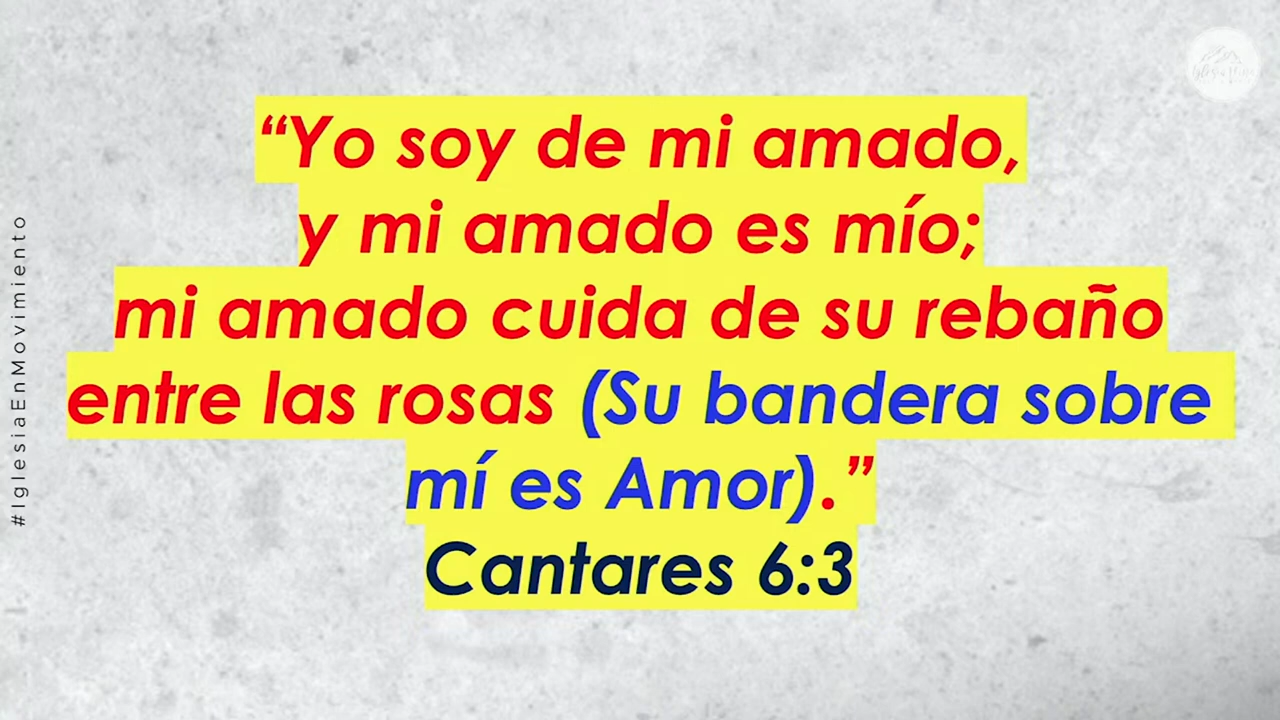 “Yo soy de mi amado,
y mi amado es mío;
mi amado cuida de su rebaño
entre las rosas (Su bandera sobre
mí es Amor).”
Cantares 6:3
#IglesiaEnMovimiento